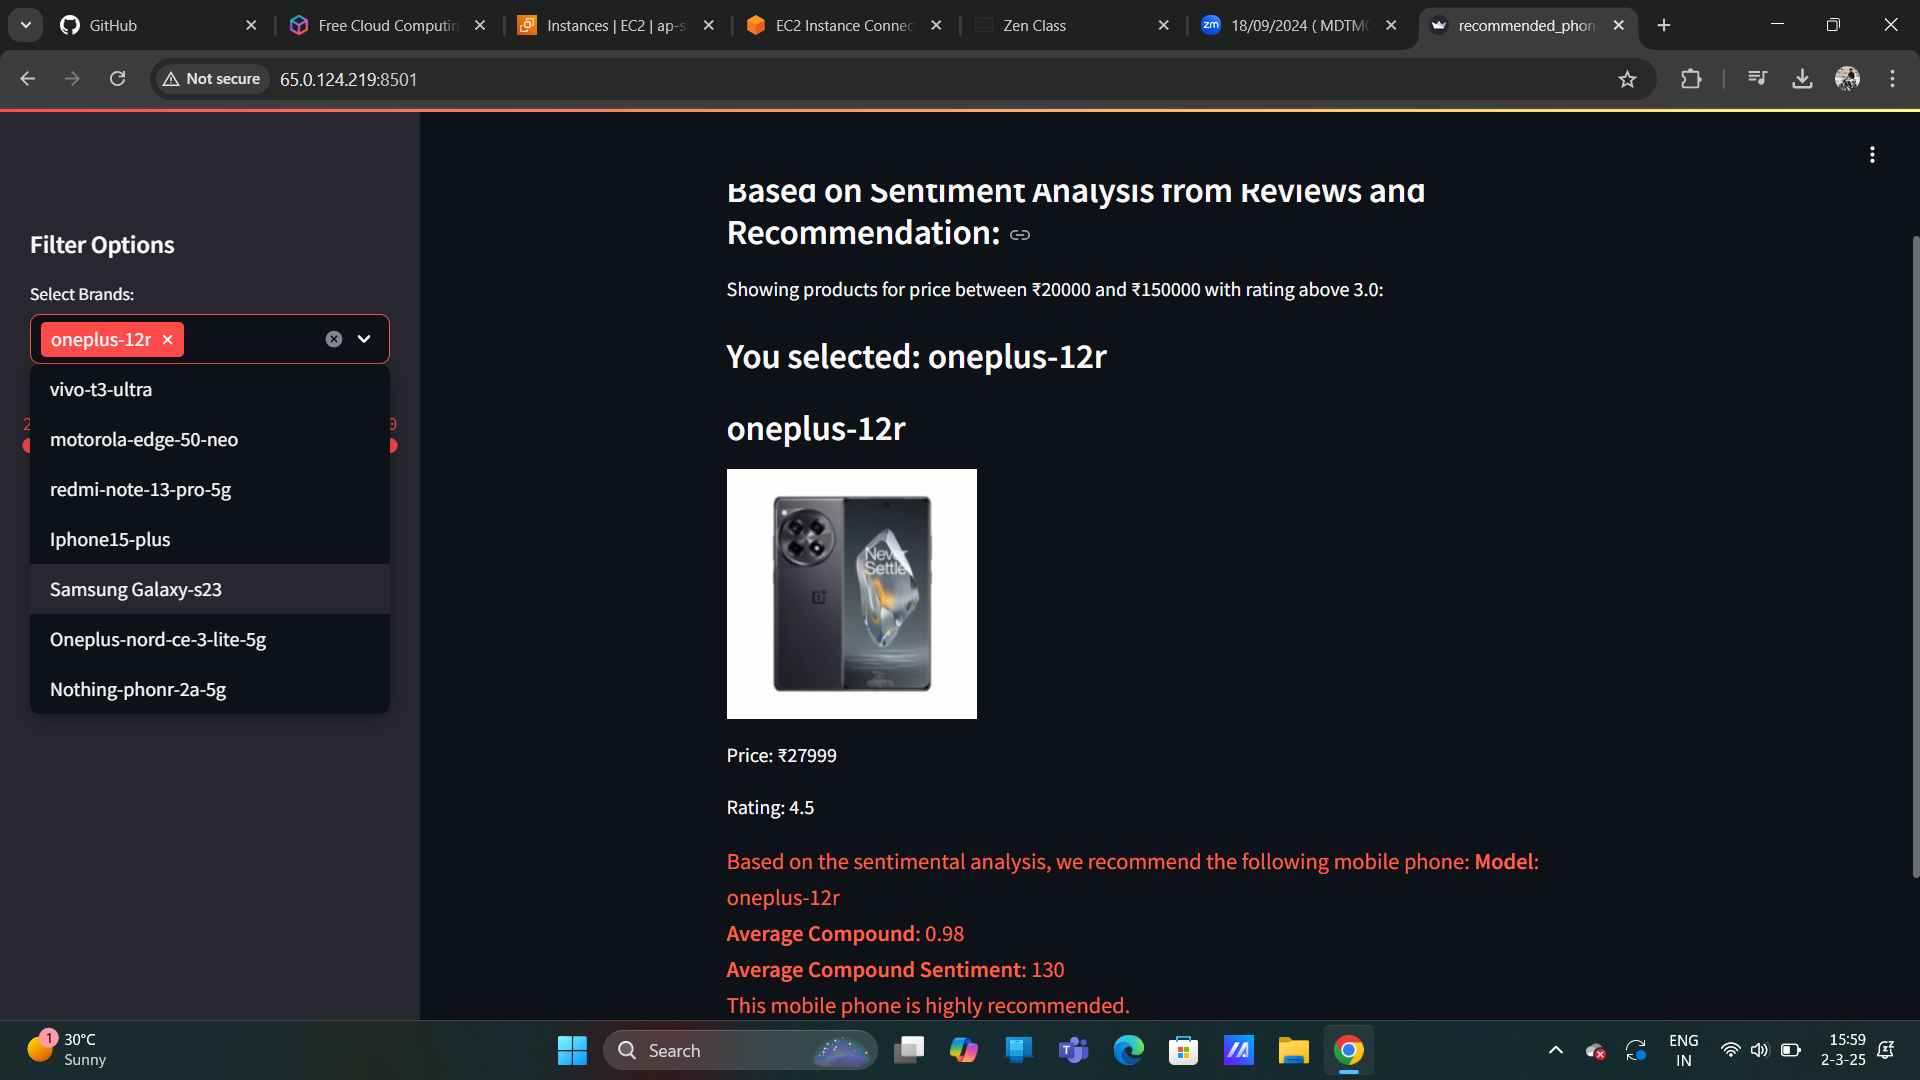 GitHub
Free Cloud Computin
Instances | EC2 | ap-s
EC2 Instance Connec
Zen Class
zm
18/09/2024 ( MDTM
recommended_phon
Not secure
65.0.124.219:8501
Filter Options
Select Brands:
oneplus-12r
vivo-t3-ultra
motorola-edge-50-neo
redmi-note-13-pro-5g
Iphone15-plus
Samsung Galaxy-s23
Oneplus-nord-ce-3-lite-5g
Nothing-phonr-2a-5g
Based on Sentiment Analysis from Reviews and
Recommendation:
Showing products for price between ₹20000 and ₹150000 with rating above 3.0:
You selected: oneplus-12r
oneplus-12r
Never
Settle
Price: ₹27999
Rating: 4.5
Based on the sentimental analysis, we recommend the following mobile phone: Model:
oneplus-12r
Average Compound: 0.98
Average Compound Sentiment: 130
This mobile phone is highly recommended.
1
30°C
Sunny
Search
ENG
IN
15:59
2-3-25